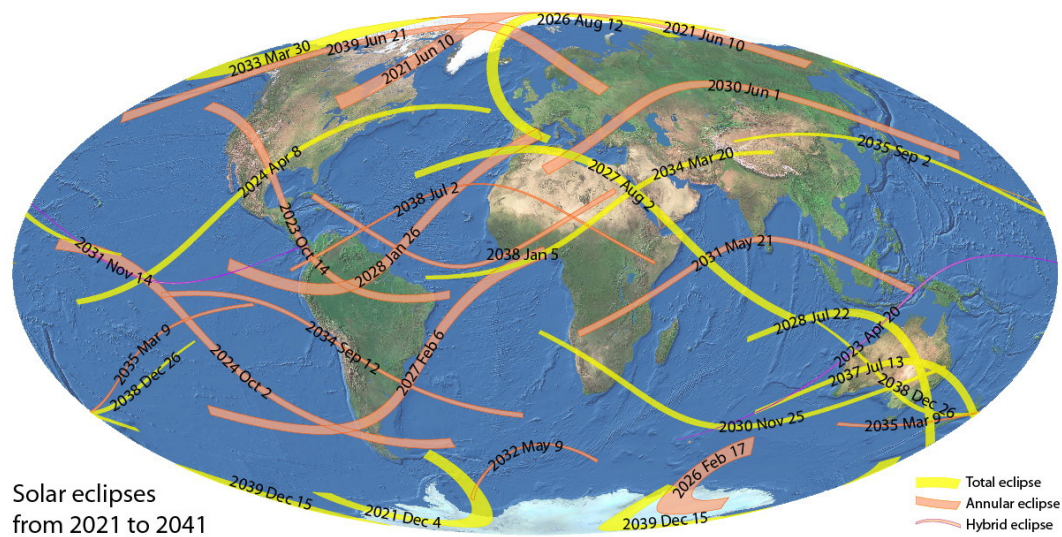 2026 Aug 12
2021 Jun 10
2039 Jun 21
2033 Mar 30
2021 Jun 10
2030 Jun 1
2024 Apr 8
2035 Sep 2
2034 Mar 20
2027 Aug 2
2038 Jul 2
2023 Oct 14
2028 Jan 26
2038 Jan 5
2031 May 21
2031 Nov 14
2028 Jul 22
2023 Apr 20
2035 Mar 9
2034 Sep 12
2027 Feb 6
2024 Oct 2
2038 Dec 26
2037 Jul 13
2038 Dec 26
2030 Nov 25
2035 Mar 9
2032 May 9
2026 Feb 17
2039 Dec 15
2021 Dec 4
2039 Dec 15
Solar eclipses
from 2021 to 2041
Total eclipse
Annular eclipse
Hybrid eclipse